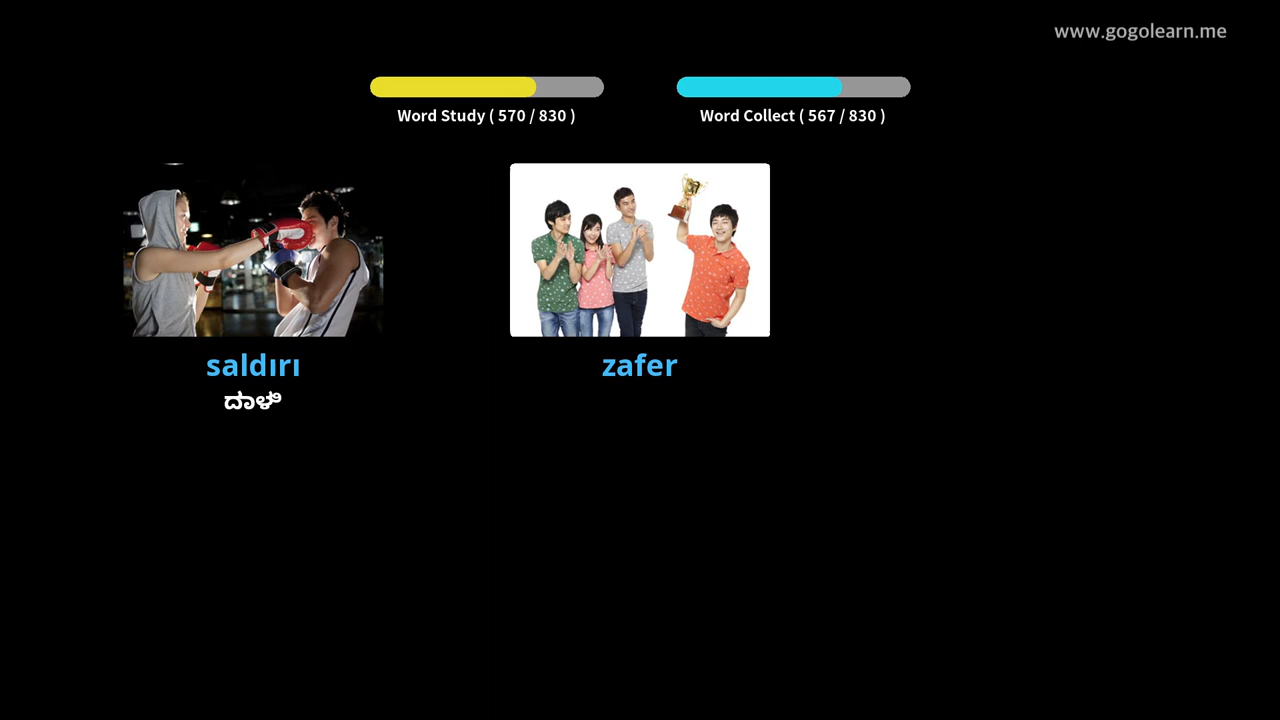 www.gogolearn.me
Word Study ( 570 / 830 )
Word Collect ( 567 / 830 )
saldırı
zafer
ದಾಳಿ